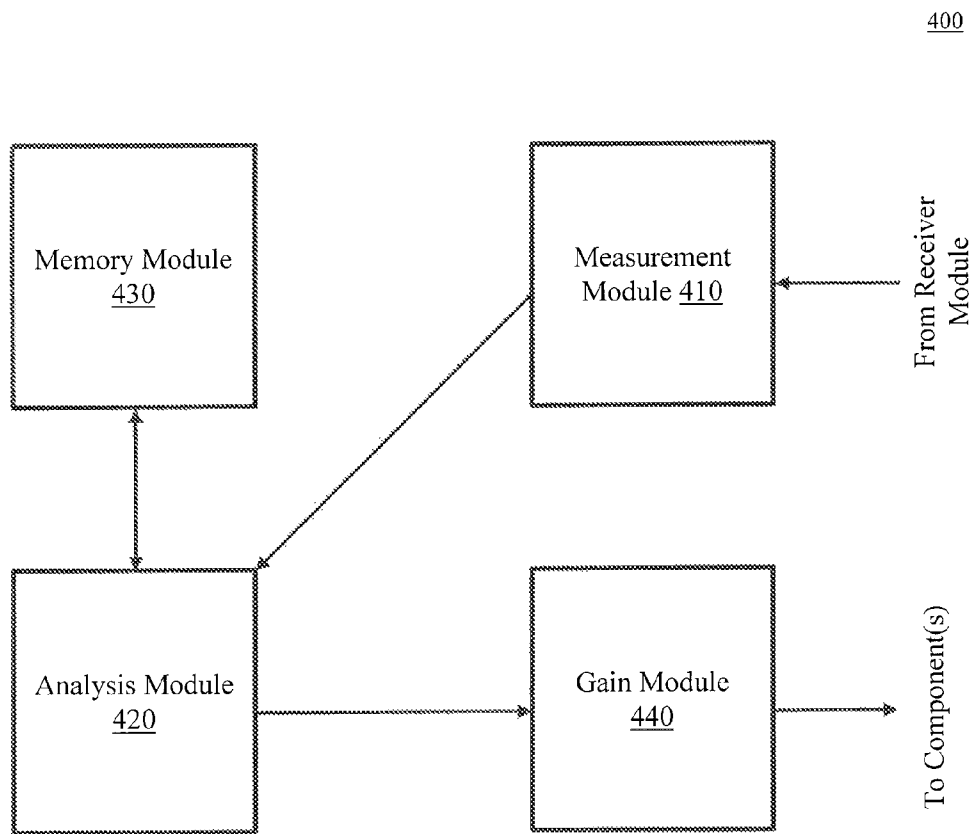 400
Memory Module
430
Measurement
Module 410
From Receiver
Module
Analysis Module
420
Gain Module
440
To Component(s)